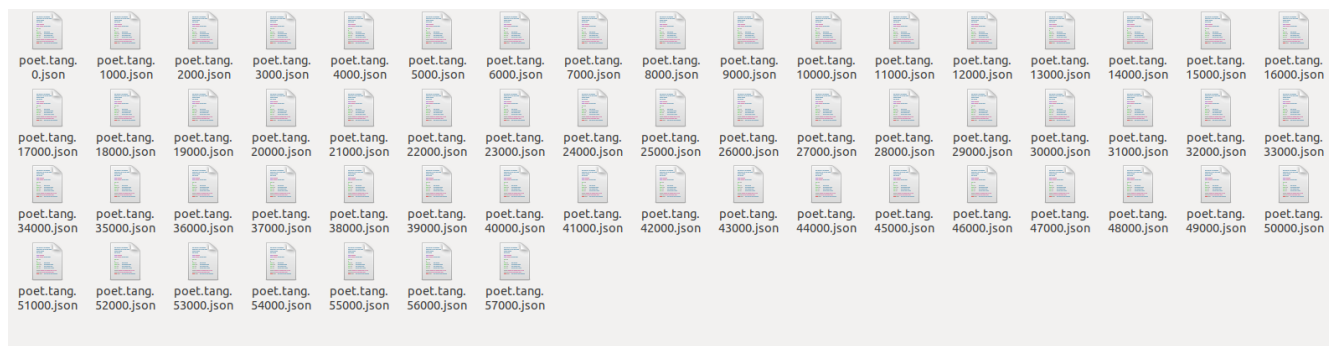 poet.tang. poet.tang. poet.tang. poet.tang. poet.tang. poet.tang. poet.tang. poet.tang. poet.tang. poet.tang. poet.tang. poet.tang. poet.tang. poet.tang. poet.tang. poet.tang. poet.tang.
0.json 1000.json 2000.json 3000.json 4000.json 5000.json 6000.json 7000.json 8000.json 9000.json 10000.json 11000.json 12000.json 13000.json 14000.json 15000.json 16000.json
poet.tang. poet.tang. poet.tang. poet.tang. poet.tang. poet.tang. poet.tang. poet.tang. poet.tang. poet.tang. poet.tang. poet.tang. poet.tang. poet.tang. poet.tang. poet.tang. poet.tang.
17000.json 18000.json 19000.json 20000.json 21000.json 22000.json 23000.json 24000.json 25000.json 26000.json 27000.json 28000.json 29000.json 30000.json 31000.json 32000.json 33000.json
poet.tang. poet.tang. poet.tang. poet.tang. poet.tang. poet.tang. poet.tang. poet.tang. poet.tang. poet.tang. poet.tang. poet.tang. poet.tang. poet.tang. poet.tang. poet.tang. poet.tang.
34000.json 35000.json 36000.json 37000.json 38000.json 39000.json 40000.json 41000.json 42000.json 43000.json 44000.json 45000.json 46000.json 47000.json 48000.json 49000.json 50000.json
poet.tang. poet.tang. poet.tang. poet.tang. poet.tang. poet.tang. poet.tang.
51000.json 52000.json 53000.json 54000.json 55000.json 56000.json 57000.json